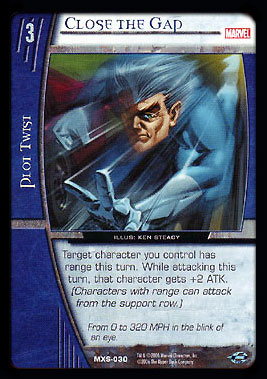 3
CLOSE THE GAP
MARVEL
PLOT TWIST
ILLUS: KEN STEACY
Target character you control has
range this turn. While attacking this
turn, that character gets +2 ATK.
(Characters with range can attack
from the support row.)
From 0 to 320 MPH in the blink of
an eye.
MXS-030